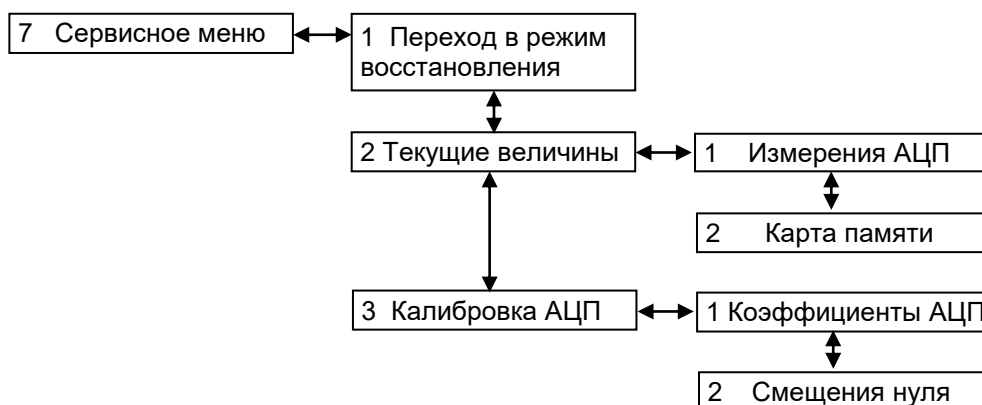 7 Сервисное меню
1 Переход в режим
восстановления
2 Текущие величины
1 Измерения АЦП
2 Карта памяти
3 Калибровка АЦП
1 Коэффициенты АЦП
2 Смещения нуля